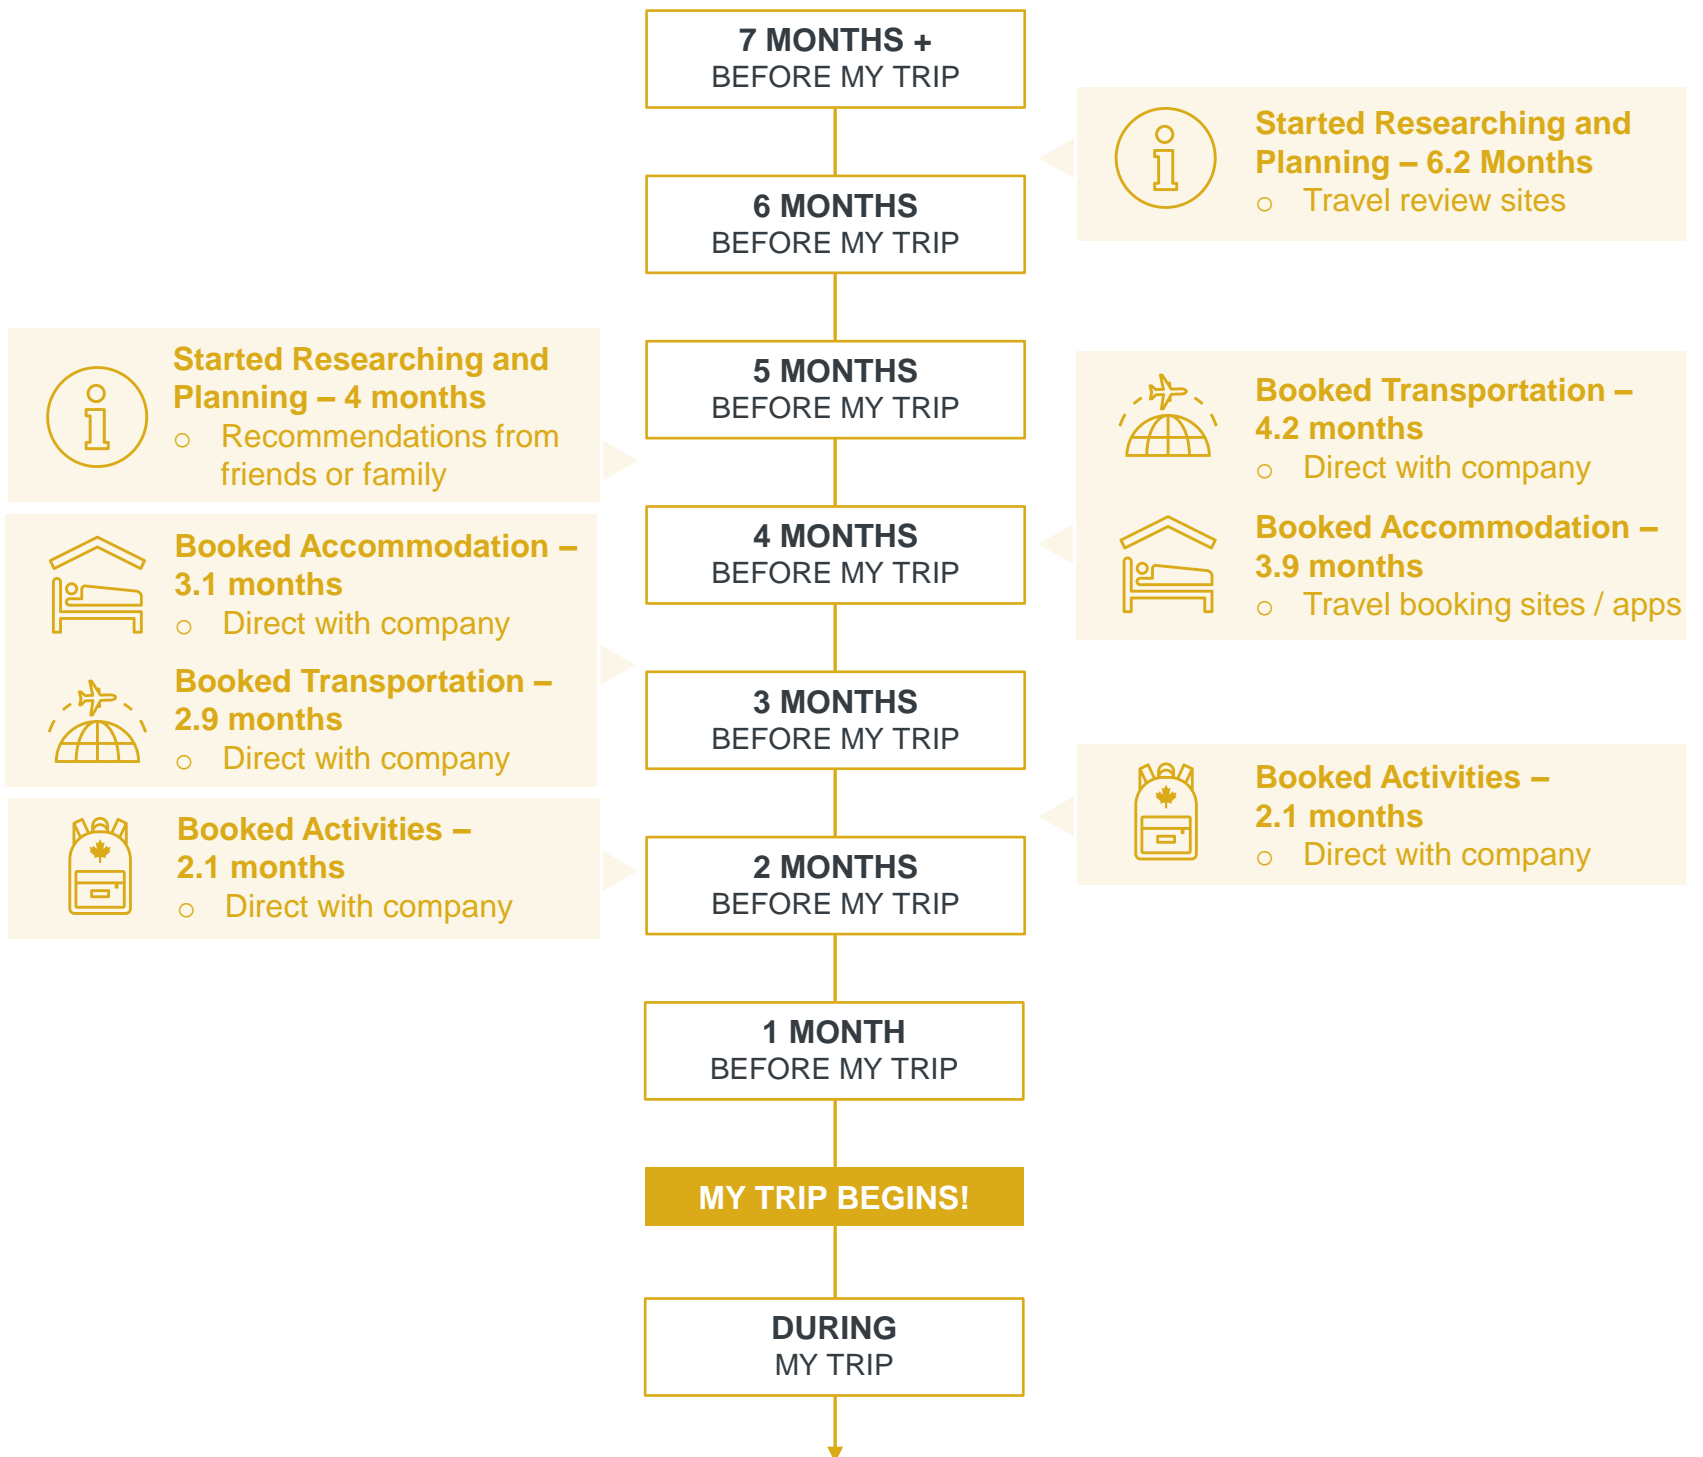 7 MONTHS +
BEFORE MY TRIP
Started Researching and
Planning – 6.2 Months
o Travel review sites
6 MONTHS
BEFORE MY TRIP
Started Researching and
Planning – 4 months
o Recommendations from
friends or family
5 MONTHS
BEFORE MY TRIP
Booked Transportation –
4.2 months
o Direct with company
Booked Accommodation –
3.9 months
o Travel booking sites / apps
4 MONTHS
BEFORE MY TRIP
Booked Accommodation –
3.1 months
o Direct with company
Booked Transportation –
2.9 months
o Direct with company
3 MONTHS
BEFORE MY TRIP
Booked Activities –
2.1 months
o Direct with company
Booked Activities –
2.1 months
o Direct with company
2 MONTHS
BEFORE MY TRIP
1 MONTH
BEFORE MY TRIP
MY TRIP BEGINS!
DURING
MY TRIP